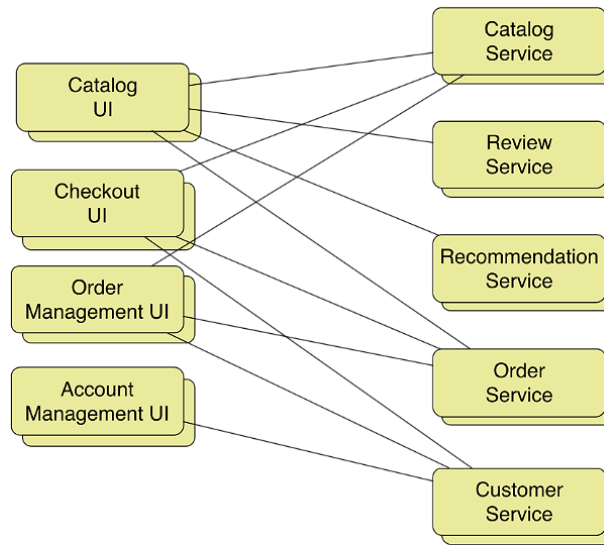 Catalog
UI
Checkout
UI
Order
Management UI
Account
Management UI
Catalog
Service
Review
Service
Recommendation
Service
Order
Service
Customer
Service